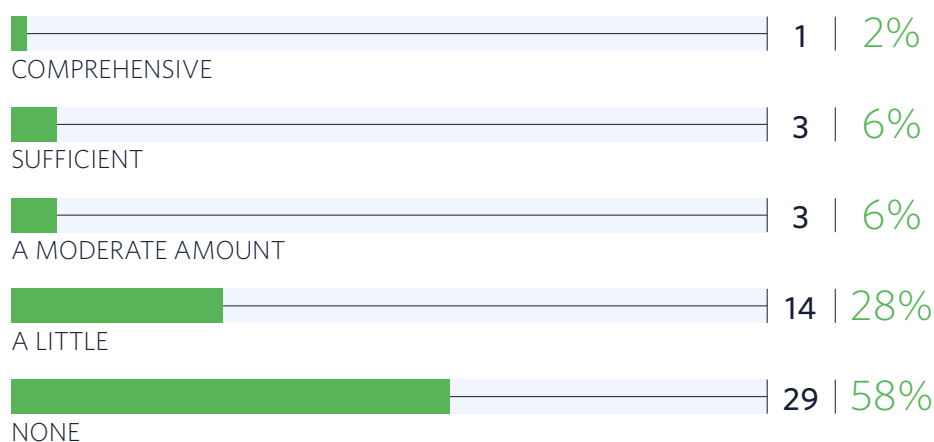 1 | 2%
COMPREHENSIVE
3 | 6%
SUFFICIENT
3 | 6%
A MODERATE AMOUNT
14 | 28%
A LITTLE
29 | 58%
NONE